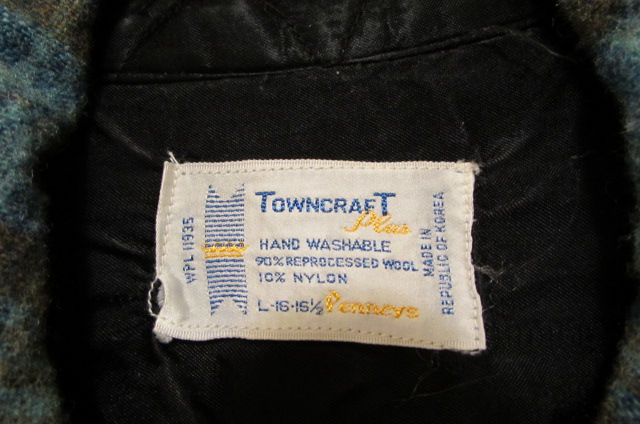 WPL 11935
TOWNCRAFT
Plus
HAND WASHABLE
90% REPROCESSED WOOL
10% NYLON
L-16-16½ Penneys
MADE IN
REPUBLIC OF KOREA